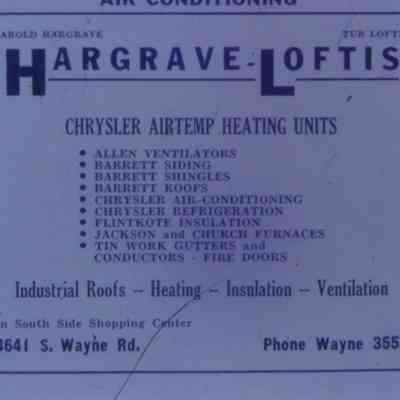 AIR CONDITIONING
HAROLD HARGRAVE TUB LOFTI
HARGRAVE-LOFTIS
CHRYSLER AIRTEMP HEATING UNITS
• ALLEN VENTILATORS
• BARRETT SIDING
• BARRETT SHINGLES
• BARRETT ROOFS
• CHRYSLER AIR-CONDITIONING
• CHRYSLER REFRIGERATION
• FLINTKOTE INSULATION
• JACKSON and CHURCH FURNACES
• TIN WORK GUTTERS and
CONDUCTORS - FIRE DOORS
Industrial Roofs -- Heating -- Insulation -- Ventilation
n South Side Shopping Center
4641 S. Wayne Rd. Phone Wayne 355